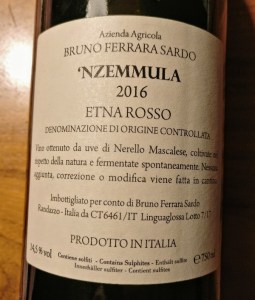 Azienda Agricola
BRUNO FERRARA SARDO
'NZEMMULA
2016
ETNA ROSSO
DENOMINAZIONE DI ORIGINE CONTROLLATA
Vino ottenuto da uve di Nerello Mascalese, coltivate
rispetto della natura e fermentate spontaneamente. Nessuna
aggiunta, correzione o modifica viene fatta in
Imbottigliato per conto di Bruno Ferrara Sardo
Randazzo - Italia da CT6461/IT Linguaglossa Lotto 7/17
PRODOTTO IN ITALIA
14,5 % vol
Contiene solfiti - Contains Sulphites - Enthält sulfite
Innehåller sulfiter - Contient sulfites
e 750 ml